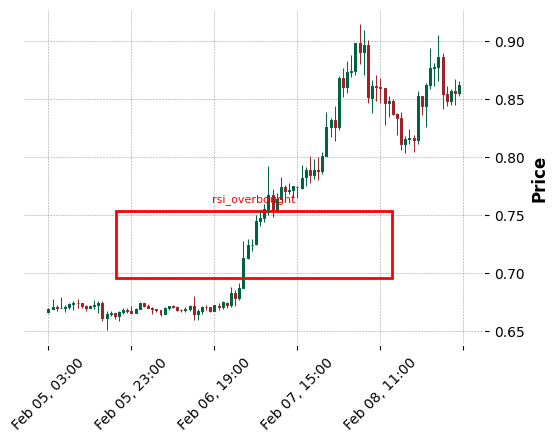 0.90
0.85
0.80
rsi_overbought
0.75
0.70
0.65
Price
Feb 05, 03:00
Feb 05, 23:00
Feb 06, 19:00
Feb 07, 15:00
Feb 08, 11:00